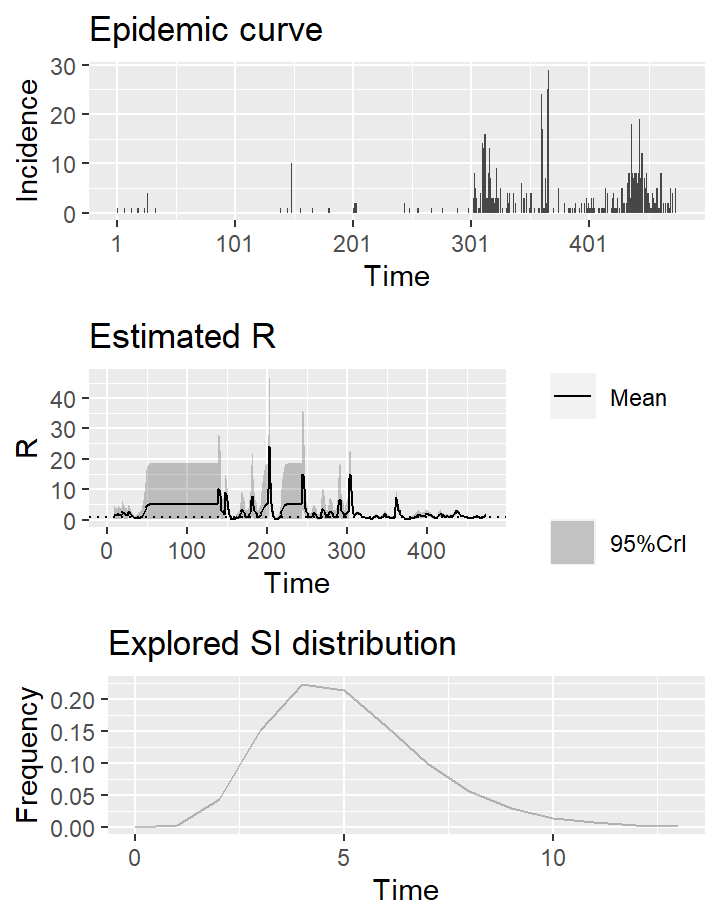 Epidemic curve
30
20
10
0
Incidence
1 101 201 301 401
Time
Estimated R
40
30
20
10
0
R
0 100 200 300 400
Time
Mean
95%CrI
Explored SI distribution
0.20
0.15
0.10
0.05
0.00
Frequency
0 5 10
Time